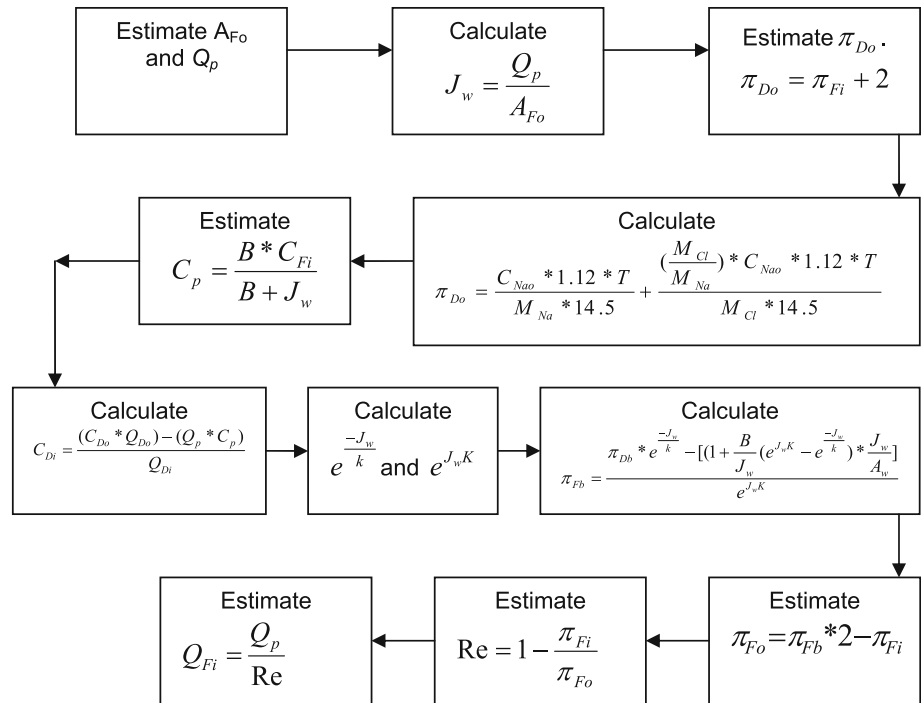 Estimate A_Fo
and Q_p
Calculate
J_w = Q_p / A_Fo
Estimate π_Do .
π_Do = π_Fi + 2
Calculate
π_Do = (C_Nao * 1.12 * T) / (M_Na * 14.5) + ((M_Cl / M_Na) * C_Nao * 1.12 * T) / (M_Cl * 14.5)
Estimate
C_p = (B * C_Fi) / (B + J_w)
Calculate
C_Di = ((C_Do * Q_Do) − (Q_p * C_p)) / Q_Di
Calculate
e^(-J_w / k) and e^(J_w K)
Calculate
π_Fb = (π_Db * e^(-J_w / k) − [(1 + B / J_w (e^(J_w K) − e^(-J_w / k)) * J_w / A_w]) / e^(J_w K)
Estimate
π_Fo = π_Fb * 2 − π_Fi
Estimate
Re = 1 − π_Fi / π_Fo
Estimate
Q_Fi = Q_p / Re